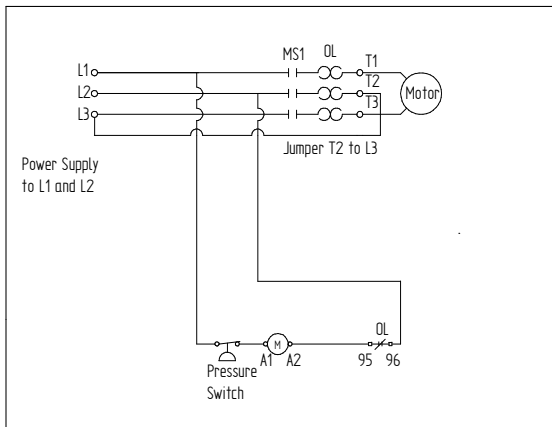 MS1 OL
L1 T1
L2 T2
Motor
L3 T3
Jumper T2 to L3
Power Supply
to L1 and L2
OL
M
A1 A2 95 96
Pressure
Switch